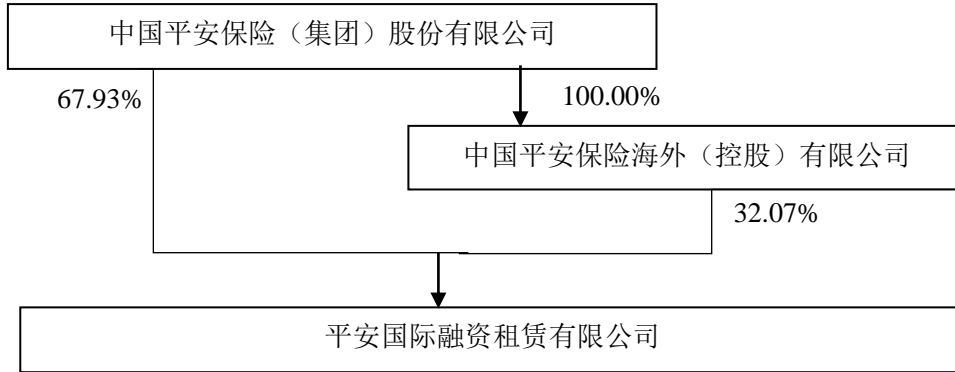 中国平安保险（集团）股份有限公司
67.93%
100.00%
中国平安保险海外（控股）有限公司
32.07%
平安国际融资租赁有限公司